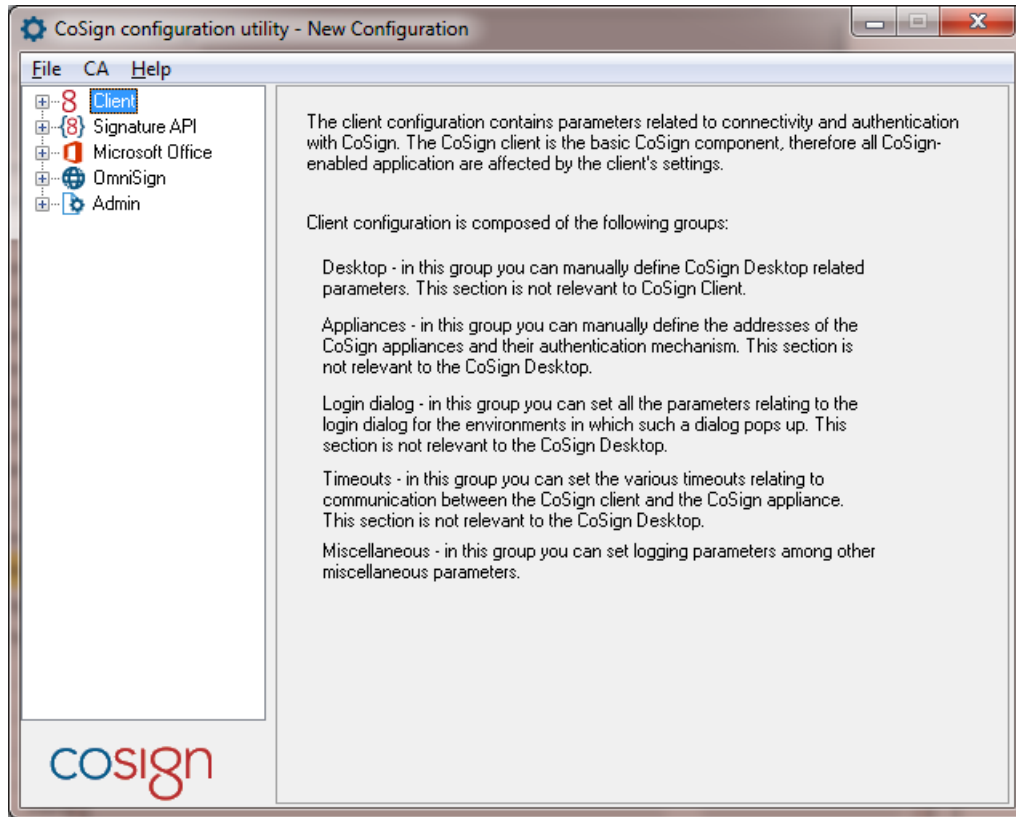 CoSign configuration utility - New Configuration
File CA Help
Client
{8} Signature API
Microsoft Office
OmniSign
Admin
The client configuration contains parameters related to connectivity and authentication
with CoSign. The CoSign client is the basic CoSign component, therefore all CoSign-
enabled application are affected by the client's settings.
Client configuration is composed of the following groups:
Desktop - in this group you can manually define CoSign Desktop related
parameters. This section is not relevant to CoSign Client.
Appliances - in this group you can manually define the addresses of the
CoSign appliances and their authentication mechanism. This section is
not relevant to the CoSign Desktop.
Login dialog - in this group you can set all the parameters relating to the
login dialog for the environments in which such a dialog pops up. This
section is not relevant to the CoSign Desktop.
Timeouts - in this group you can set the various timeouts relating to
communication between the CoSign client and the CoSign appliance.
This section is not relevant to the CoSign Desktop.
Miscellaneous - in this group you can set logging parameters among other
miscellaneous parameters.
cosign